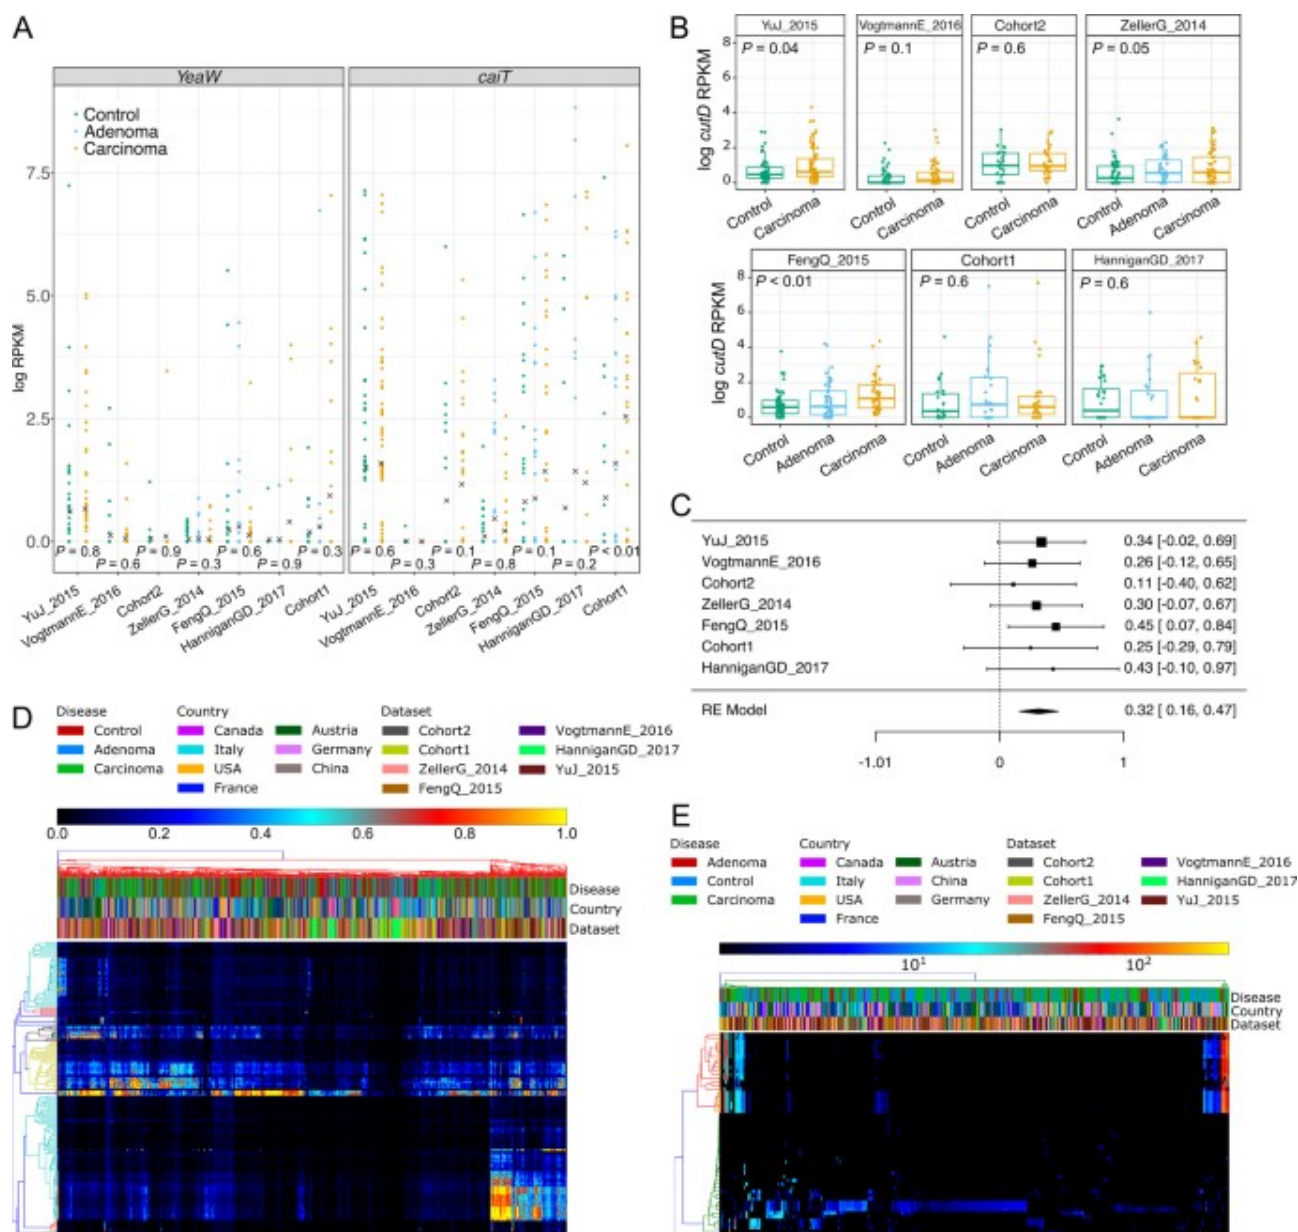 A
YeaW
caiT
Control
Adenoma
Carcinoma
7.5
5.0
2.5
0.0
log RPKM
P = 0.8
P = 0.6
P = 0.9
P = 0.3
P = 0.6
P = 0.9
P = 0.3
P = 0.6
P = 0.3
P = 0.1
P = 0.8
P = 0.1
P = 0.2
P < 0.01
YuJ_2015
VogtmannE_2016
Cohort2
ZellerG_2014
FengQ_2015
HanniganGD_2017
Cohort1
YuJ_2015
VogtmannE_2016
Cohort2
ZellerG_2014
FengQ_2015
HanniganGD_2017
Cohort1
B
YuJ_2015
VogtmannE_2016
Cohort2
ZellerG_2014
P = 0.04
P = 0.1
P = 0.6
P = 0.05
log cutD RPKM
8
4
2
0
Control
Carcinoma
Control
Carcinoma
Control
Carcinoma
Control
Adenoma
Carcinoma
FengQ_2015
Cohort1
HanniganGD_2017
P < 0.01
P = 0.6
P = 0.6
log cutD RPKM
8
4
2
0
Control
Adenoma
Carcinoma
Control
Adenoma
Carcinoma
Control
Adenoma
Carcinoma
C
YuJ_2015 0.34 [-0.02, 0.69]
VogtmannE_2016 0.26 [-0.12, 0.65]
Cohort2 0.11 [-0.40, 0.62]
ZellerG_2014 0.30 [-0.07, 0.67]
FengQ_2015 0.45 [ 0.07, 0.84]
Cohort1 0.25 [-0.29, 0.79]
HanniganGD_2017 0.43 [-0.10, 0.97]
RE Model 0.32 [ 0.16, 0.47]
-1.01 0 1
D
Disease Country Dataset
Control Canada Austria Cohort2 VogtmannE_2016
Adenoma Italy Germany Cohort1 HanniganGD_2017
Carcinoma USA China ZellerG_2014 YuJ_2015
France FengQ_2015
0.0 0.2 0.4 0.6 0.8 1.0
Disease
Country
Dataset
E
Disease Country Dataset
Adenoma Canada Austria Cohort2 VogtmannE_2016
Control Italy China Cohort1 HanniganGD_2017
Carcinoma USA Germany ZellerG_2014 YuJ_2015
France FengQ_2015
10¹ 10²
Disease
Country
Dataset